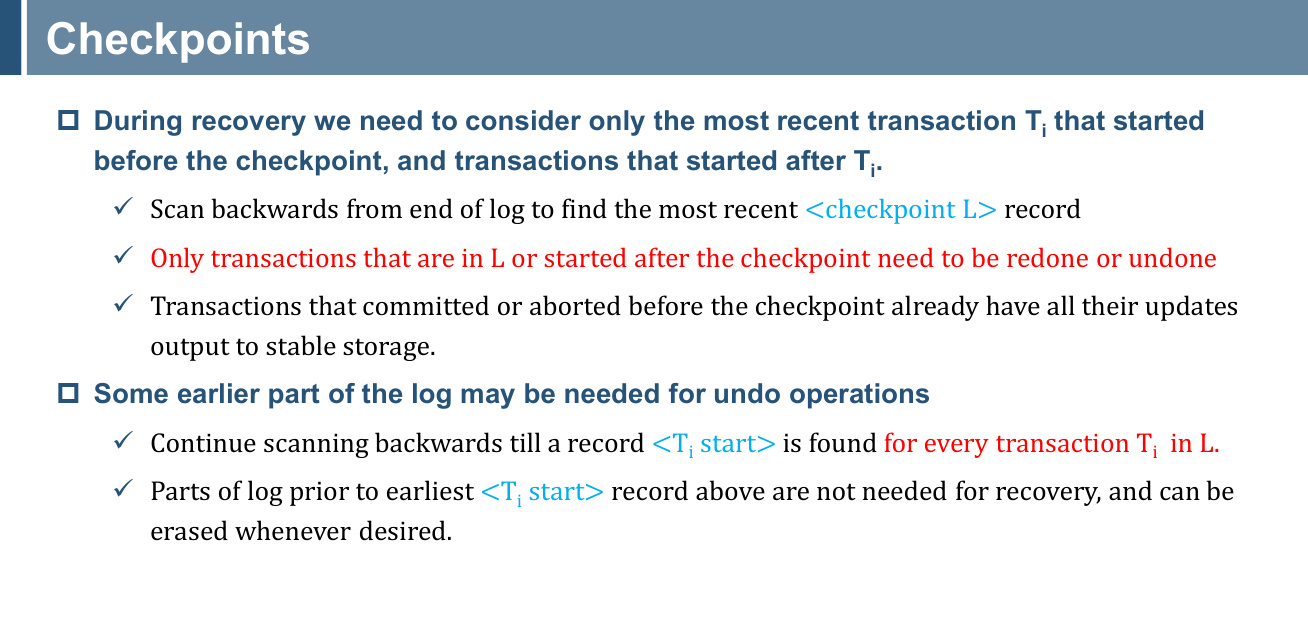 Checkpoints
During recovery we need to consider only the most recent transaction Ti that started
before the checkpoint, and transactions that started after Ti.
Scan backwards from end of log to find the most recent <checkpoint L> record
Only transactions that are in L or started after the checkpoint need to be redone or undone
Transactions that committed or aborted before the checkpoint already have all their updates
output to stable storage.
Some earlier part of the log may be needed for undo operations
Continue scanning backwards till a record <Ti start> is found for every transaction Ti in L.
Parts of log prior to earliest <Ti start> record above are not needed for recovery, and can be
erased whenever desired.